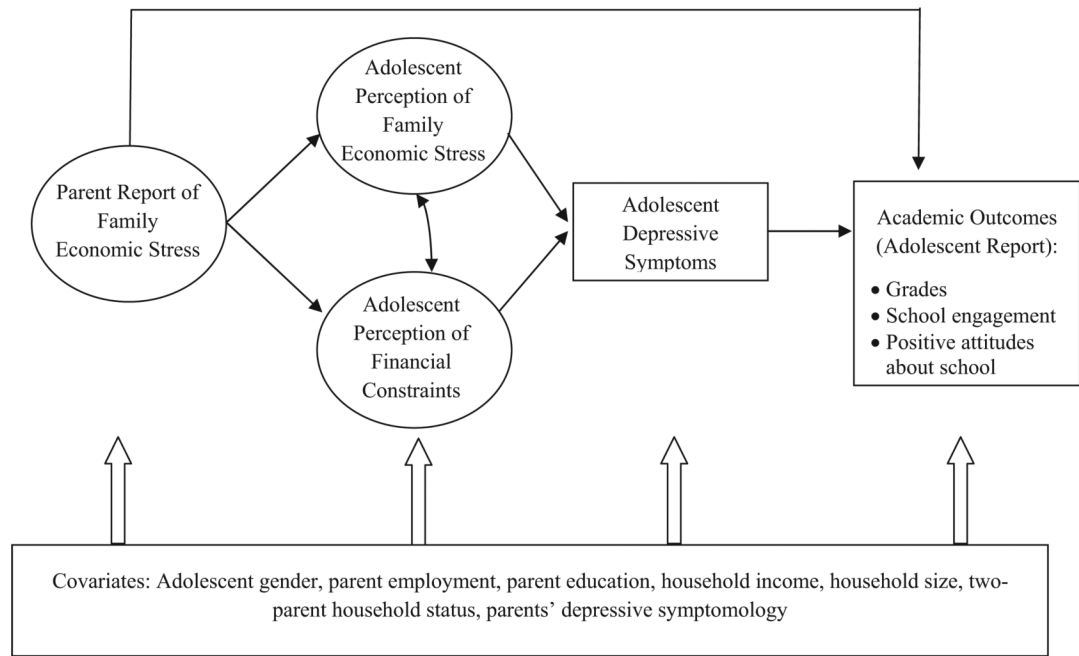 Adolescent
Perception of
Family
Economic Stress
Parent Report of
Family
Economic Stress
Adolescent
Perception of
Financial
Constraints
Adolescent
Depressive
Symptoms
Academic Outcomes
(Adolescent Report):
• Grades
• School engagement
• Positive attitudes
about school
Covariates: Adolescent gender, parent employment, parent education, household income, household size, two-
parent household status, parents’ depressive symptomology